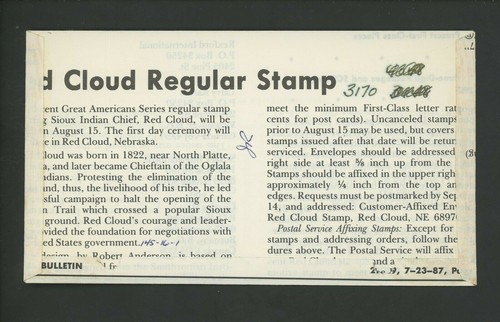 d Cloud Regular Stamp
3170
ent Great Americans Series regular stamp
g Sioux Indian Chief, Red Cloud, will be
n August 15. The first day ceremony will
e in Red Cloud, Nebraska.
loud was born in 1822, near North Platte,
a, and later became Chieftain of the Oglala
dians. Protesting the elimination of the
nd, thus, the livelihood of his tribe, he led
sful campaign to halt the opening of the
n Trail which crossed a popular Sioux
ground. Red Cloud's courage and leader-
vided the foundation for negotiations with
ed States government. 145-16-1
design, by Robert Anderson, is based on
BULLETIN
meet the minimum First-Class letter rat
cents for post cards). Uncanceled stamps
prior to August 15 may be used, but covers
stamps issued after that date will be retur
serviced. Envelopes should be addressed
right side at least ⅝ inch up from the
Stamps should be affixed in the upper righ
approximately ¼ inch from the top an
edges. Requests must be postmarked by Sep
14, and addressed: Customer-Affixed Env
Red Cloud Stamp, Red Cloud, NE 6897
Postal Service Affixing Stamps: Except for
stamps and addressing orders, follow the
dures above. The Postal Service will affix
and a
7-23-87, P